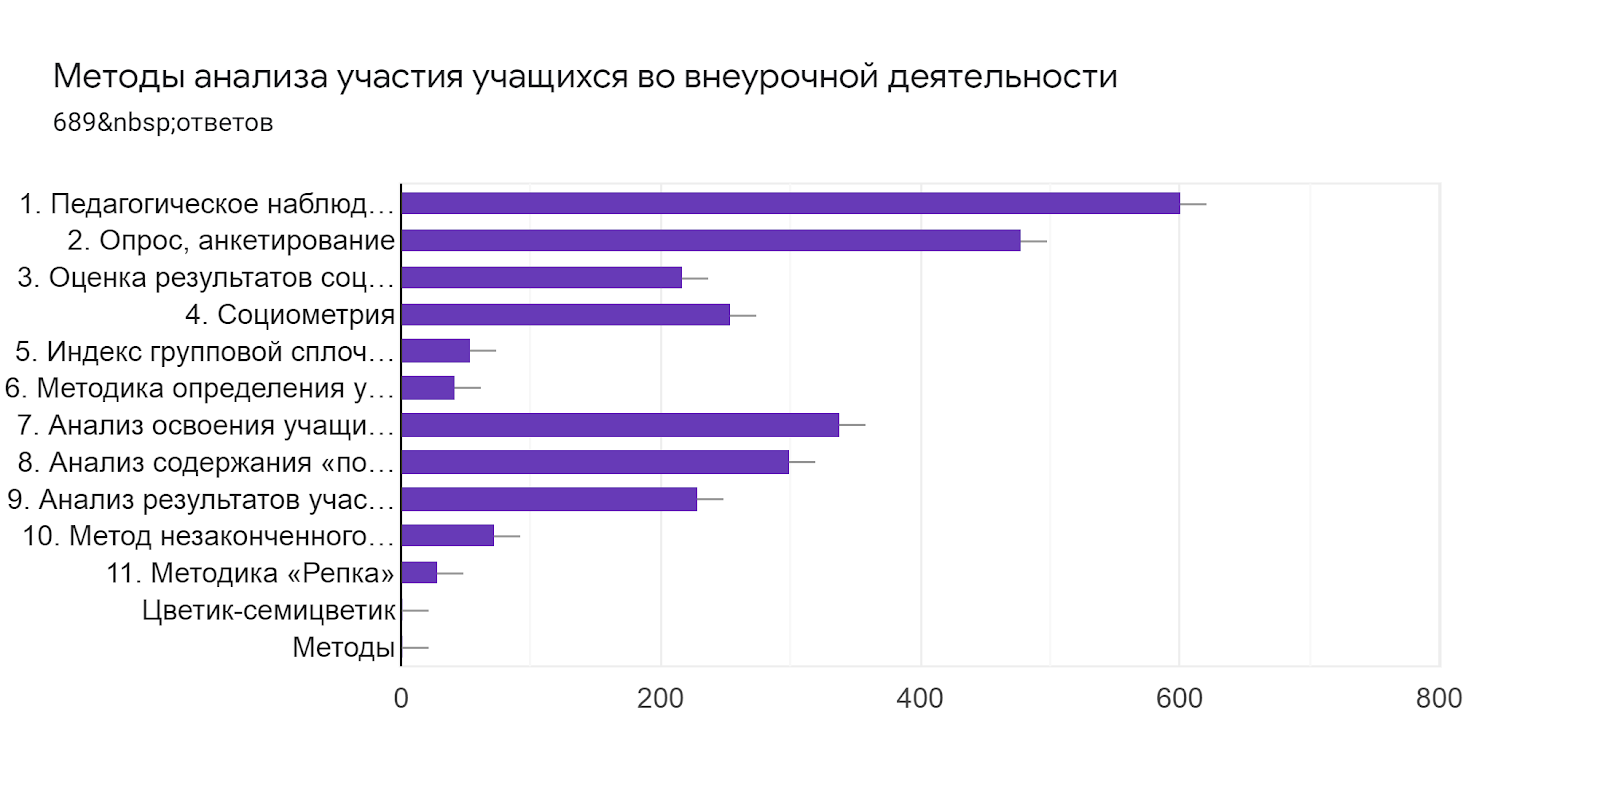 Методы анализа участия учащихся во внеурочной деятельности
689&nbsp;ответов
1. Педагогическое наблюд…
2. Опрос, анкетирование
3. Оценка результатов соц…
4. Социометрия
5. Индекс групповой сплоч…
6. Методика определения у…
7. Анализ освоения учащи…
8. Анализ содержания «по…
9. Анализ результатов учас…
10. Метод незаконченного…
11. Методика «Репка»
Цветик-семицветик
Методы
0 200 400 600 800